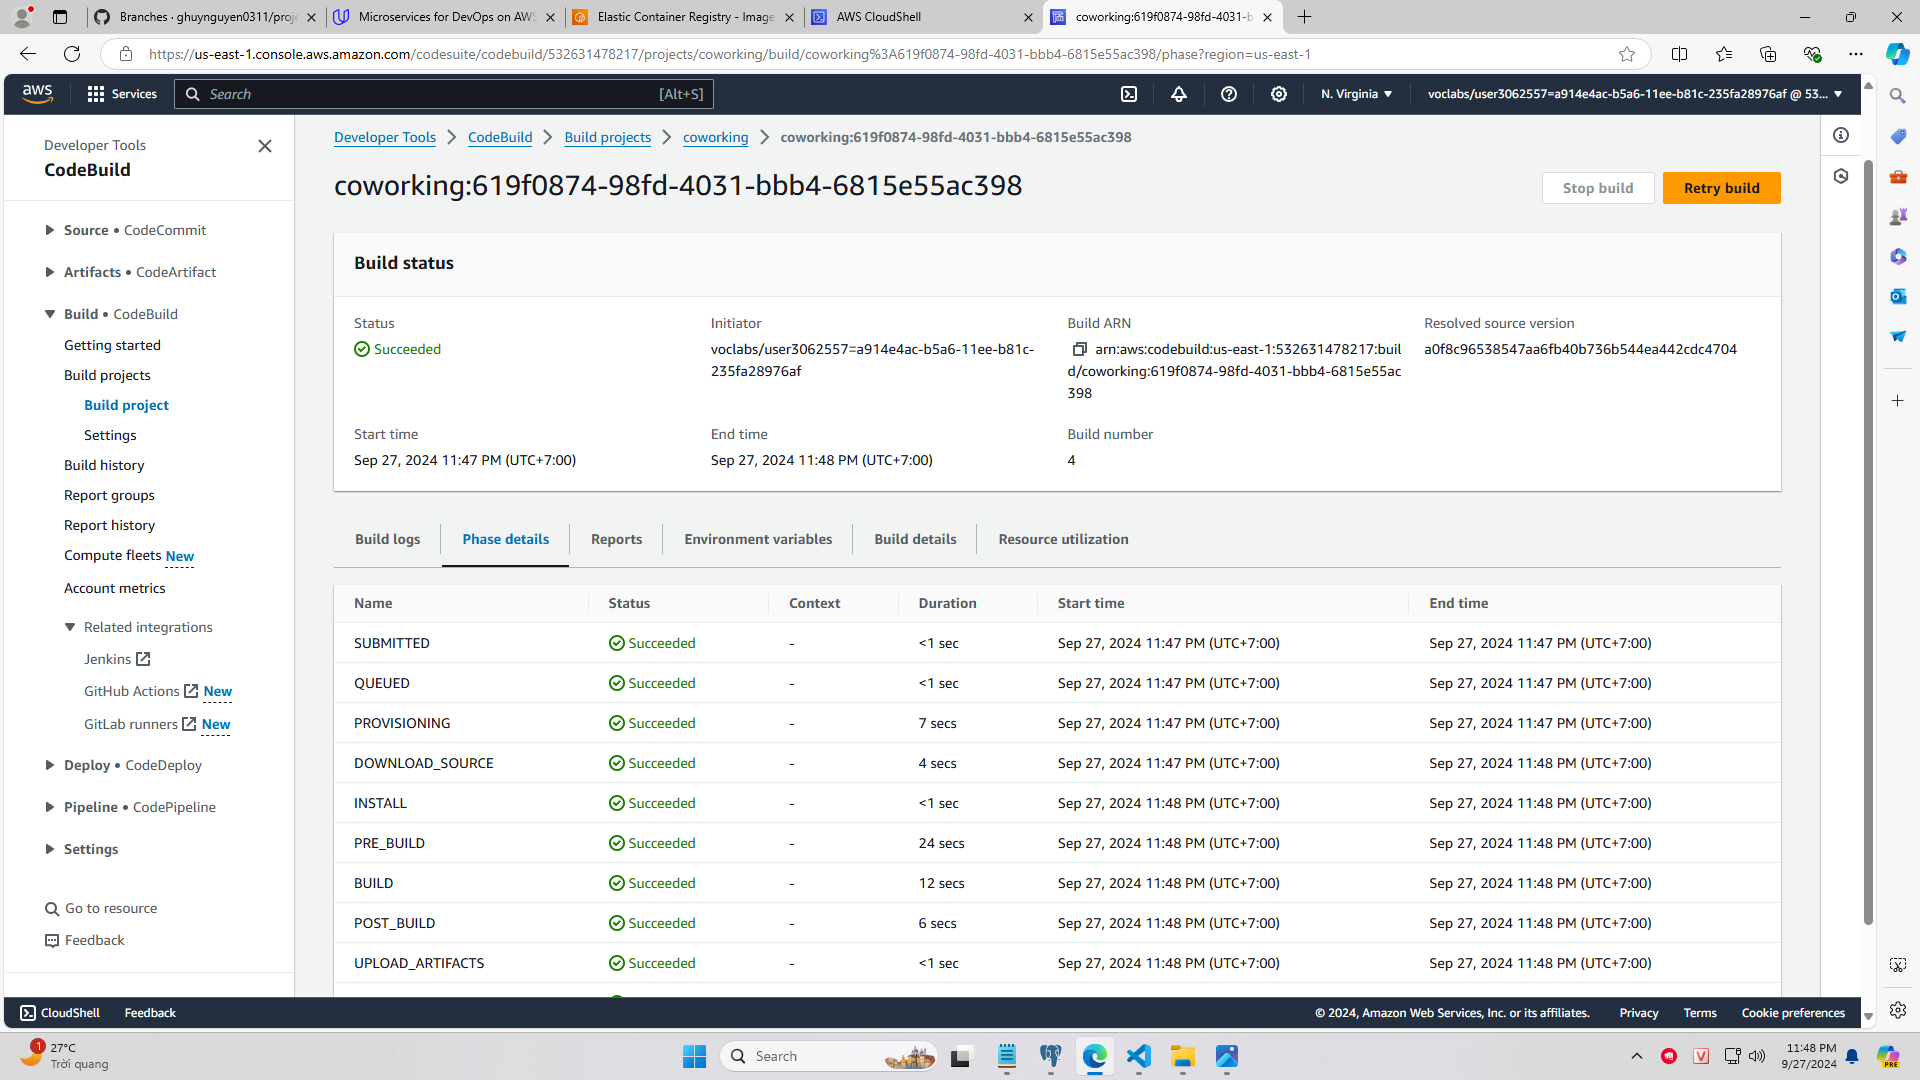 Branches · ghuynguyen0311/proje
Microservices for DevOps on AWS
Elastic Container Registry - Image
AWS CloudShell
coworking:619f0874-98fd-4031-b
https://us-east-1.console.aws.amazon.com/codesuite/codebuild/532631478217/projects/coworking/build/coworking%3A619f0874-98fd-4031-bbb4-6815e55ac398/phase?region=us-east-1
aws
Services
Search
[Alt+S]
N. Virginia
voclabs/user3062557=a914e4ac-b5a6-11ee-b81c-235fa28976af @ 53...
Developer Tools
CodeBuild
Source • CodeCommit
Artifacts • CodeArtifact
Build • CodeBuild
Getting started
Build projects
Build project
Settings
Build history
Report groups
Report history
Compute fleets New
Account metrics
Related integrations
Jenkins
GitHub Actions New
GitLab runners New
Deploy • CodeDeploy
Pipeline • CodePipeline
Settings
Go to resource
Feedback
Developer Tools
CodeBuild
Build projects
coworking
coworking:619f0874-98fd-4031-bbb4-6815e55ac398
coworking:619f0874-98fd-4031-bbb4-6815e55ac398
Stop build
Retry build
Build status
Status
Succeeded
Initiator
voclabs/user3062557=a914e4ac-b5a6-11ee-b81c-
235fa28976af
Build ARN
arn:aws:codebuild:us-east-1:532631478217:buil
d/coworking:619f0874-98fd-4031-bbb4-6815e55ac
398
Resolved source version
a0f8c96538547aa6fb40b736b544ea442cdc4704
Start time
Sep 27, 2024 11:47 PM (UTC+7:00)
End time
Sep 27, 2024 11:48 PM (UTC+7:00)
Build number
4
Build logs
Phase details
Reports
Environment variables
Build details
Resource utilization
Name Status Context Duration Start time End time
SUBMITTED Succeeded - <1 sec Sep 27, 2024 11:47 PM (UTC+7:00) Sep 27, 2024 11:47 PM (UTC+7:00)
QUEUED Succeeded - <1 sec Sep 27, 2024 11:47 PM (UTC+7:00) Sep 27, 2024 11:47 PM (UTC+7:00)
PROVISIONING Succeeded - 7 secs Sep 27, 2024 11:47 PM (UTC+7:00) Sep 27, 2024 11:47 PM (UTC+7:00)
DOWNLOAD_SOURCE Succeeded - 4 secs Sep 27, 2024 11:47 PM (UTC+7:00) Sep 27, 2024 11:48 PM (UTC+7:00)
INSTALL Succeeded - <1 sec Sep 27, 2024 11:48 PM (UTC+7:00) Sep 27, 2024 11:48 PM (UTC+7:00)
PRE_BUILD Succeeded - 24 secs Sep 27, 2024 11:48 PM (UTC+7:00) Sep 27, 2024 11:48 PM (UTC+7:00)
BUILD Succeeded - 12 secs Sep 27, 2024 11:48 PM (UTC+7:00) Sep 27, 2024 11:48 PM (UTC+7:00)
POST_BUILD Succeeded - 6 secs Sep 27, 2024 11:48 PM (UTC+7:00) Sep 27, 2024 11:48 PM (UTC+7:00)
UPLOAD_ARTIFACTS Succeeded - <1 sec Sep 27, 2024 11:48 PM (UTC+7:00) Sep 27, 2024 11:48 PM (UTC+7:00)
CloudShell
Feedback
© 2024, Amazon Web Services, Inc. or its affiliates.
Privacy
Terms
Cookie preferences
1
27°C
Trời quang
Search
11:48 PM
9/27/2024
PRE